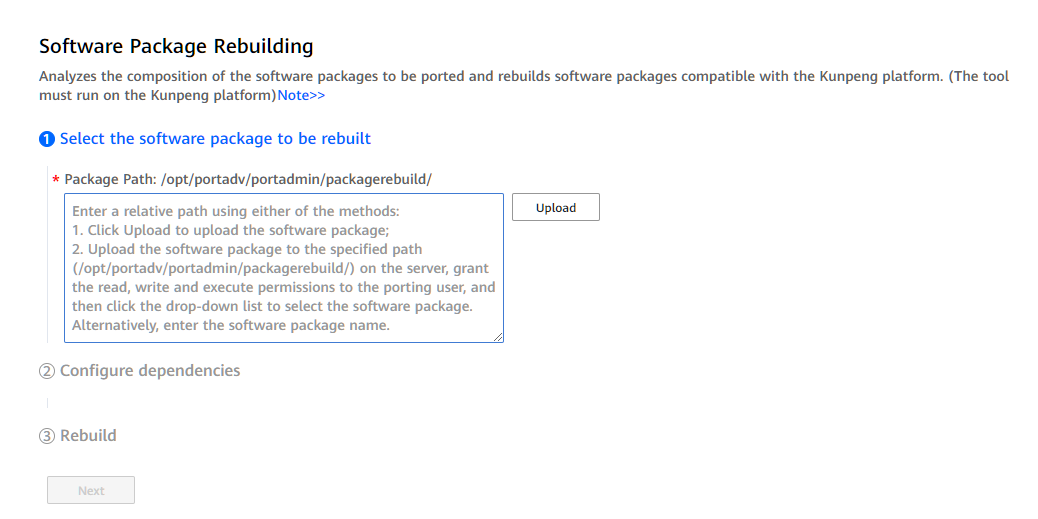 Software Package Rebuilding
Analyzes the composition of the software packages to be ported and rebuilds software packages compatible with the Kunpeng platform. (The tool
must run on the Kunpeng platform)Note>>
1 Select the software package to be rebuilt
* Package Path: /opt/portadv/portadmin/packagerebuild/
Enter a relative path using either of the methods:
1. Click Upload to upload the software package;
2. Upload the software package to the specified path
(/opt/portadv/portadmin/packagerebuild/) on the server, grant
the read, write and execute permissions to the porting user, and
then click the drop-down list to select the software package.
Alternatively, enter the software package name.
Upload
2 Configure dependencies
3 Rebuild
Next